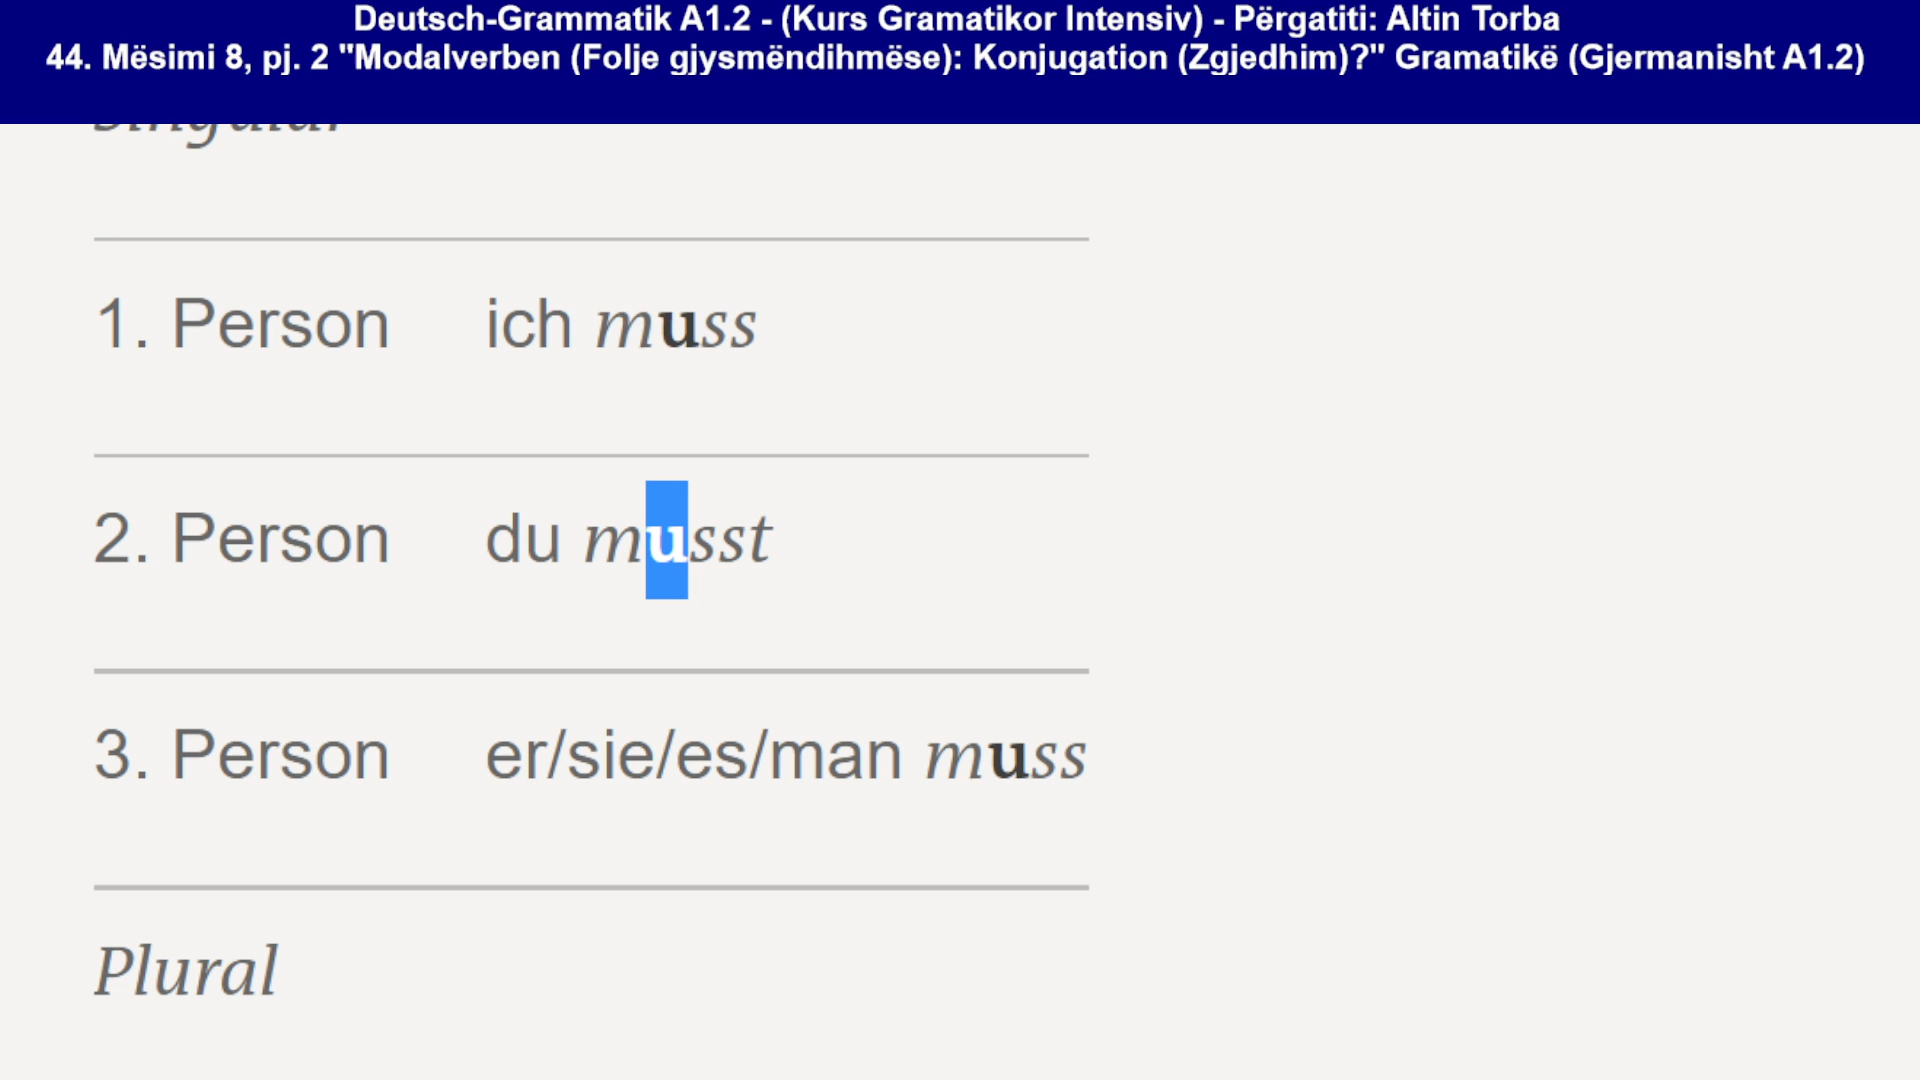 Deutsch-Grammatik A1.2 - (Kurs Gramatikor Intensiv) - Përgatiti: Altin Torba
44. Mësimi 8, pj. 2 "Modalverben (Folje gjysmëndihmëse): Konjugation (Zgjedhim)?" Gramatikë (Gjermanisht A1.2)
Singular
1. Person ich muss
2. Person du musst
3. Person er/sie/es/man muss
Plural